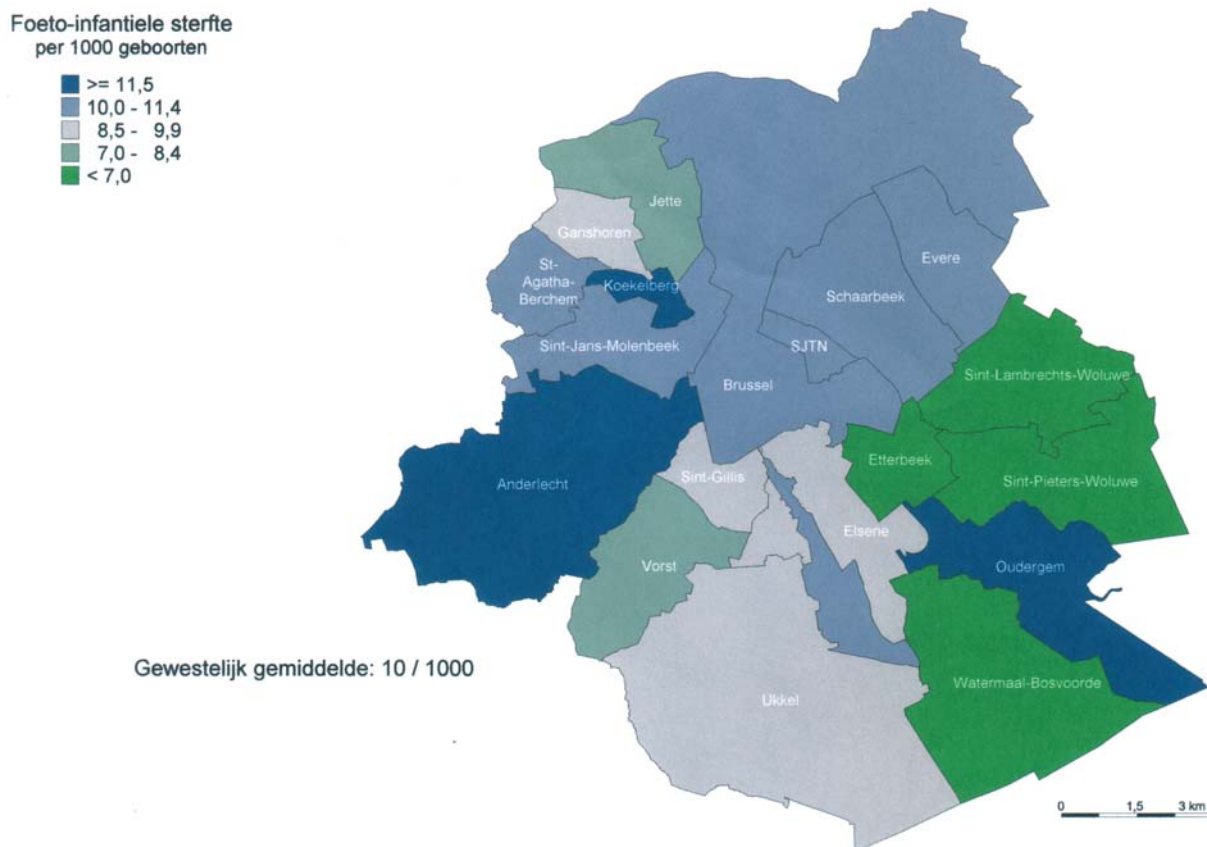 Foeto-infantiele sterfte
per 1000 geboorten
>= 11,5
10,0 - 11,4
8,5 - 9,9
7,0 - 8,4
< 7,0
Jette
Ganshoren
Evere
St-
Agatha-
Berchem
Koekelberg
Schaarbeek
Sint-Jans-Molenbeek
SJTN
Sint-Lambrechts-Woluwe
Brussel
Etterbeek
Sint-Gillis
Sint-Pieters-Woluwe
Anderlecht
Elsene
Vorst
Oudergem
Gewestelijk gemiddelde: 10 / 1000
Watermaal-Bosvoorde
Ukkel
0 1,5 3 km